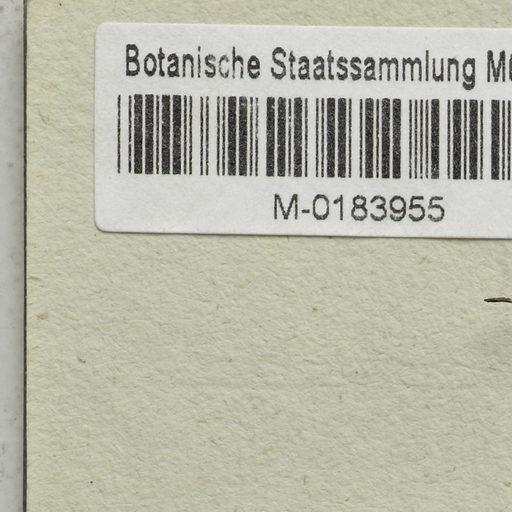 Botanische Staatssammlung
M-0183955